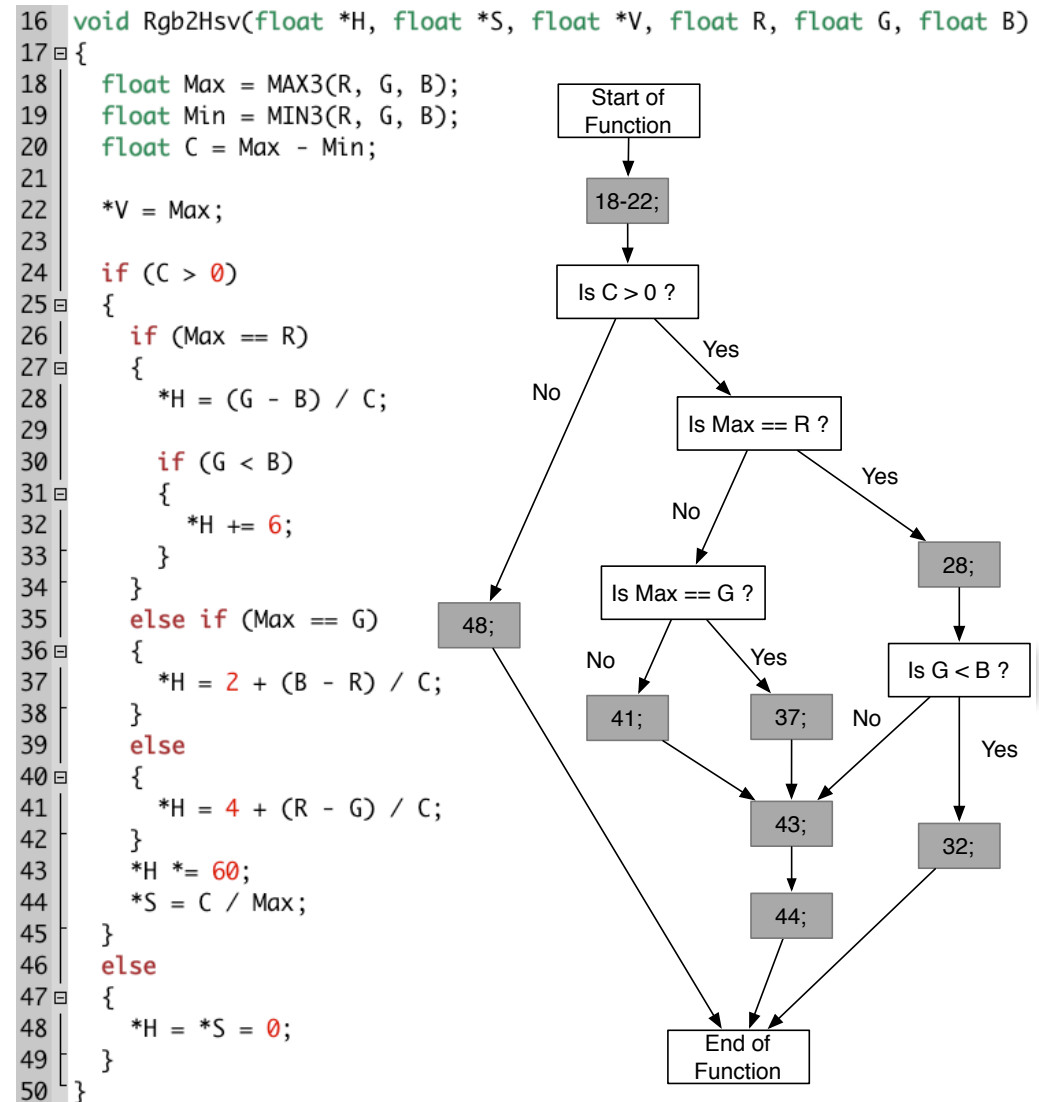 16 void Rgb2Hsv(float *H, float *S, float *V, float R, float G, float B)
17 {
18 float Max = MAX3(R, G, B);
19 float Min = MIN3(R, G, B);
20 float C = Max - Min;
21
22 *V = Max;
23
24 if (C > 0)
25 {
26 if (Max == R)
27 {
28 *H = (G - B) / C;
29
30 if (G < B)
31 {
32 *H += 6;
33 }
34 }
35 else if (Max == G)
36 {
37 *H = 2 + (B - R) / C;
38 }
39 else
40 {
41 *H = 4 + (R - G) / C;
42 }
43 *H *= 60;
44 *S = C / Max;
45 }
46 else
47 {
48 *H = *S = 0;
49 }
50 }
Start of
Function
18-22;
Is C > 0 ?
Yes
No
Is Max == R ?
Yes
No
28;
Is Max == G ?
48;
Is G < B ?
No
Yes
41;
37;
No
Yes
43;
32;
44;
End of
Function